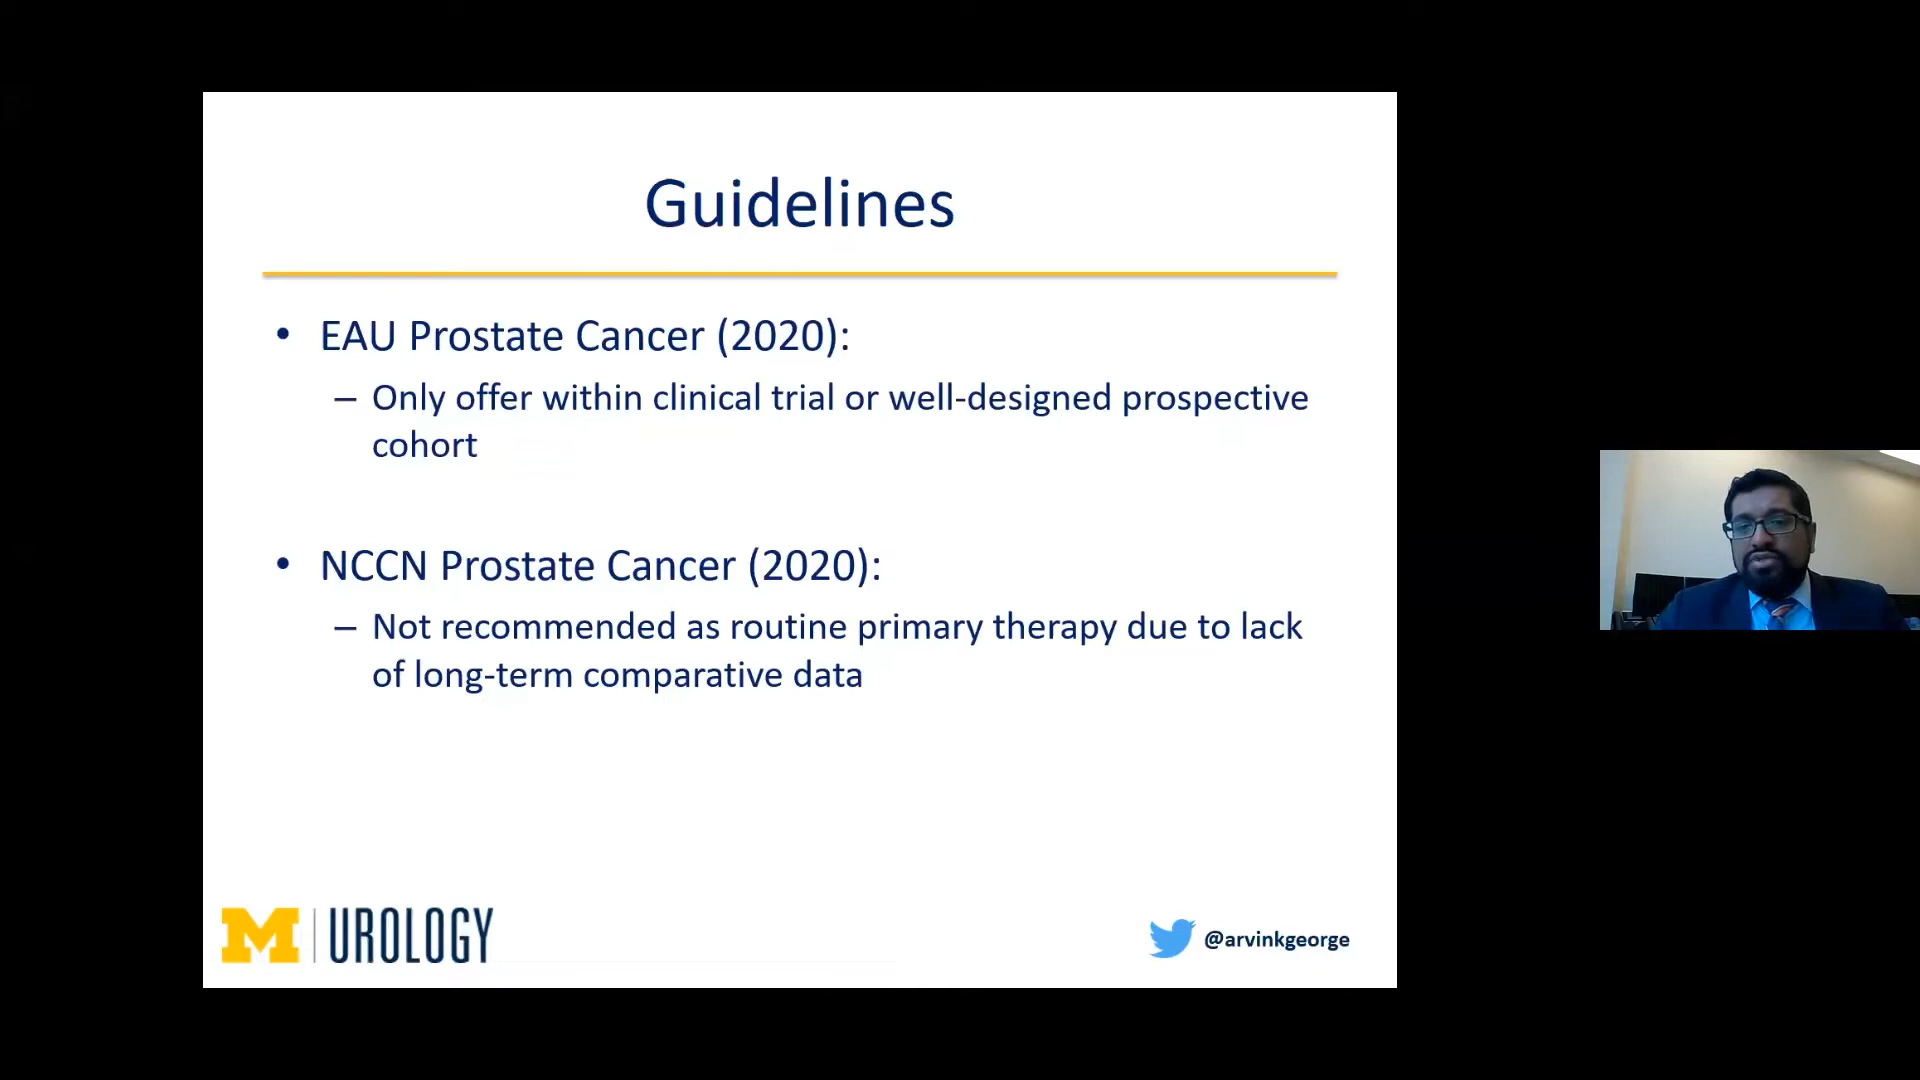 Guidelines
• EAU Prostate Cancer (2020):
– Only offer within clinical trial or well-designed prospective
cohort
• NCCN Prostate Cancer (2020):
– Not recommended as routine primary therapy due to lack
of long-term comparative data
M | UROLOGY
@arvinkgeorge